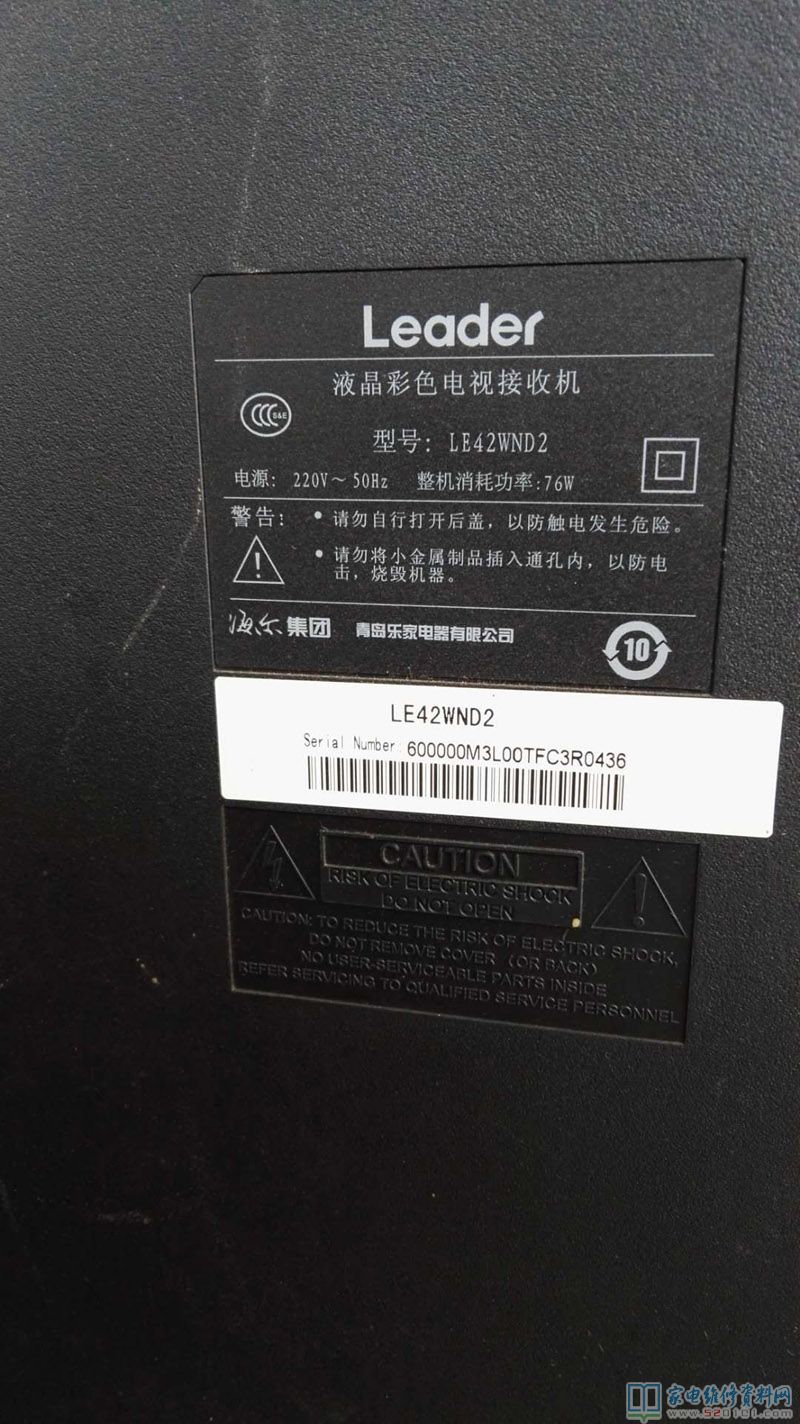 Leader
液晶彩色电视接收机
S&E
型号: LE42WND2
电源: 220V～50Hz 整机消耗功率:76W
警告: • 请勿自行打开后盖，以防触电发生危险。
• 请勿将小金属制品插入通孔内，以防电
击，烧毁机器。
海尔集团 青岛乐家电器有限公司
10
LE42WND2
Serial Number: 600000M3L00TFC3R0436
CAUTION
RISK OF ELECTRIC SHOCK
DO NOT OPEN
CAUTION: TO REDUCE THE RISK OF ELECTRIC SHOCK,
DO NOT REMOVE COVER (OR BACK)
NO USER-SERVICEABLE PARTS INSIDE
REFER SERVICING TO QUALIFIED SERVICE PERSONNEL
家电维修资料网
www.520101.com